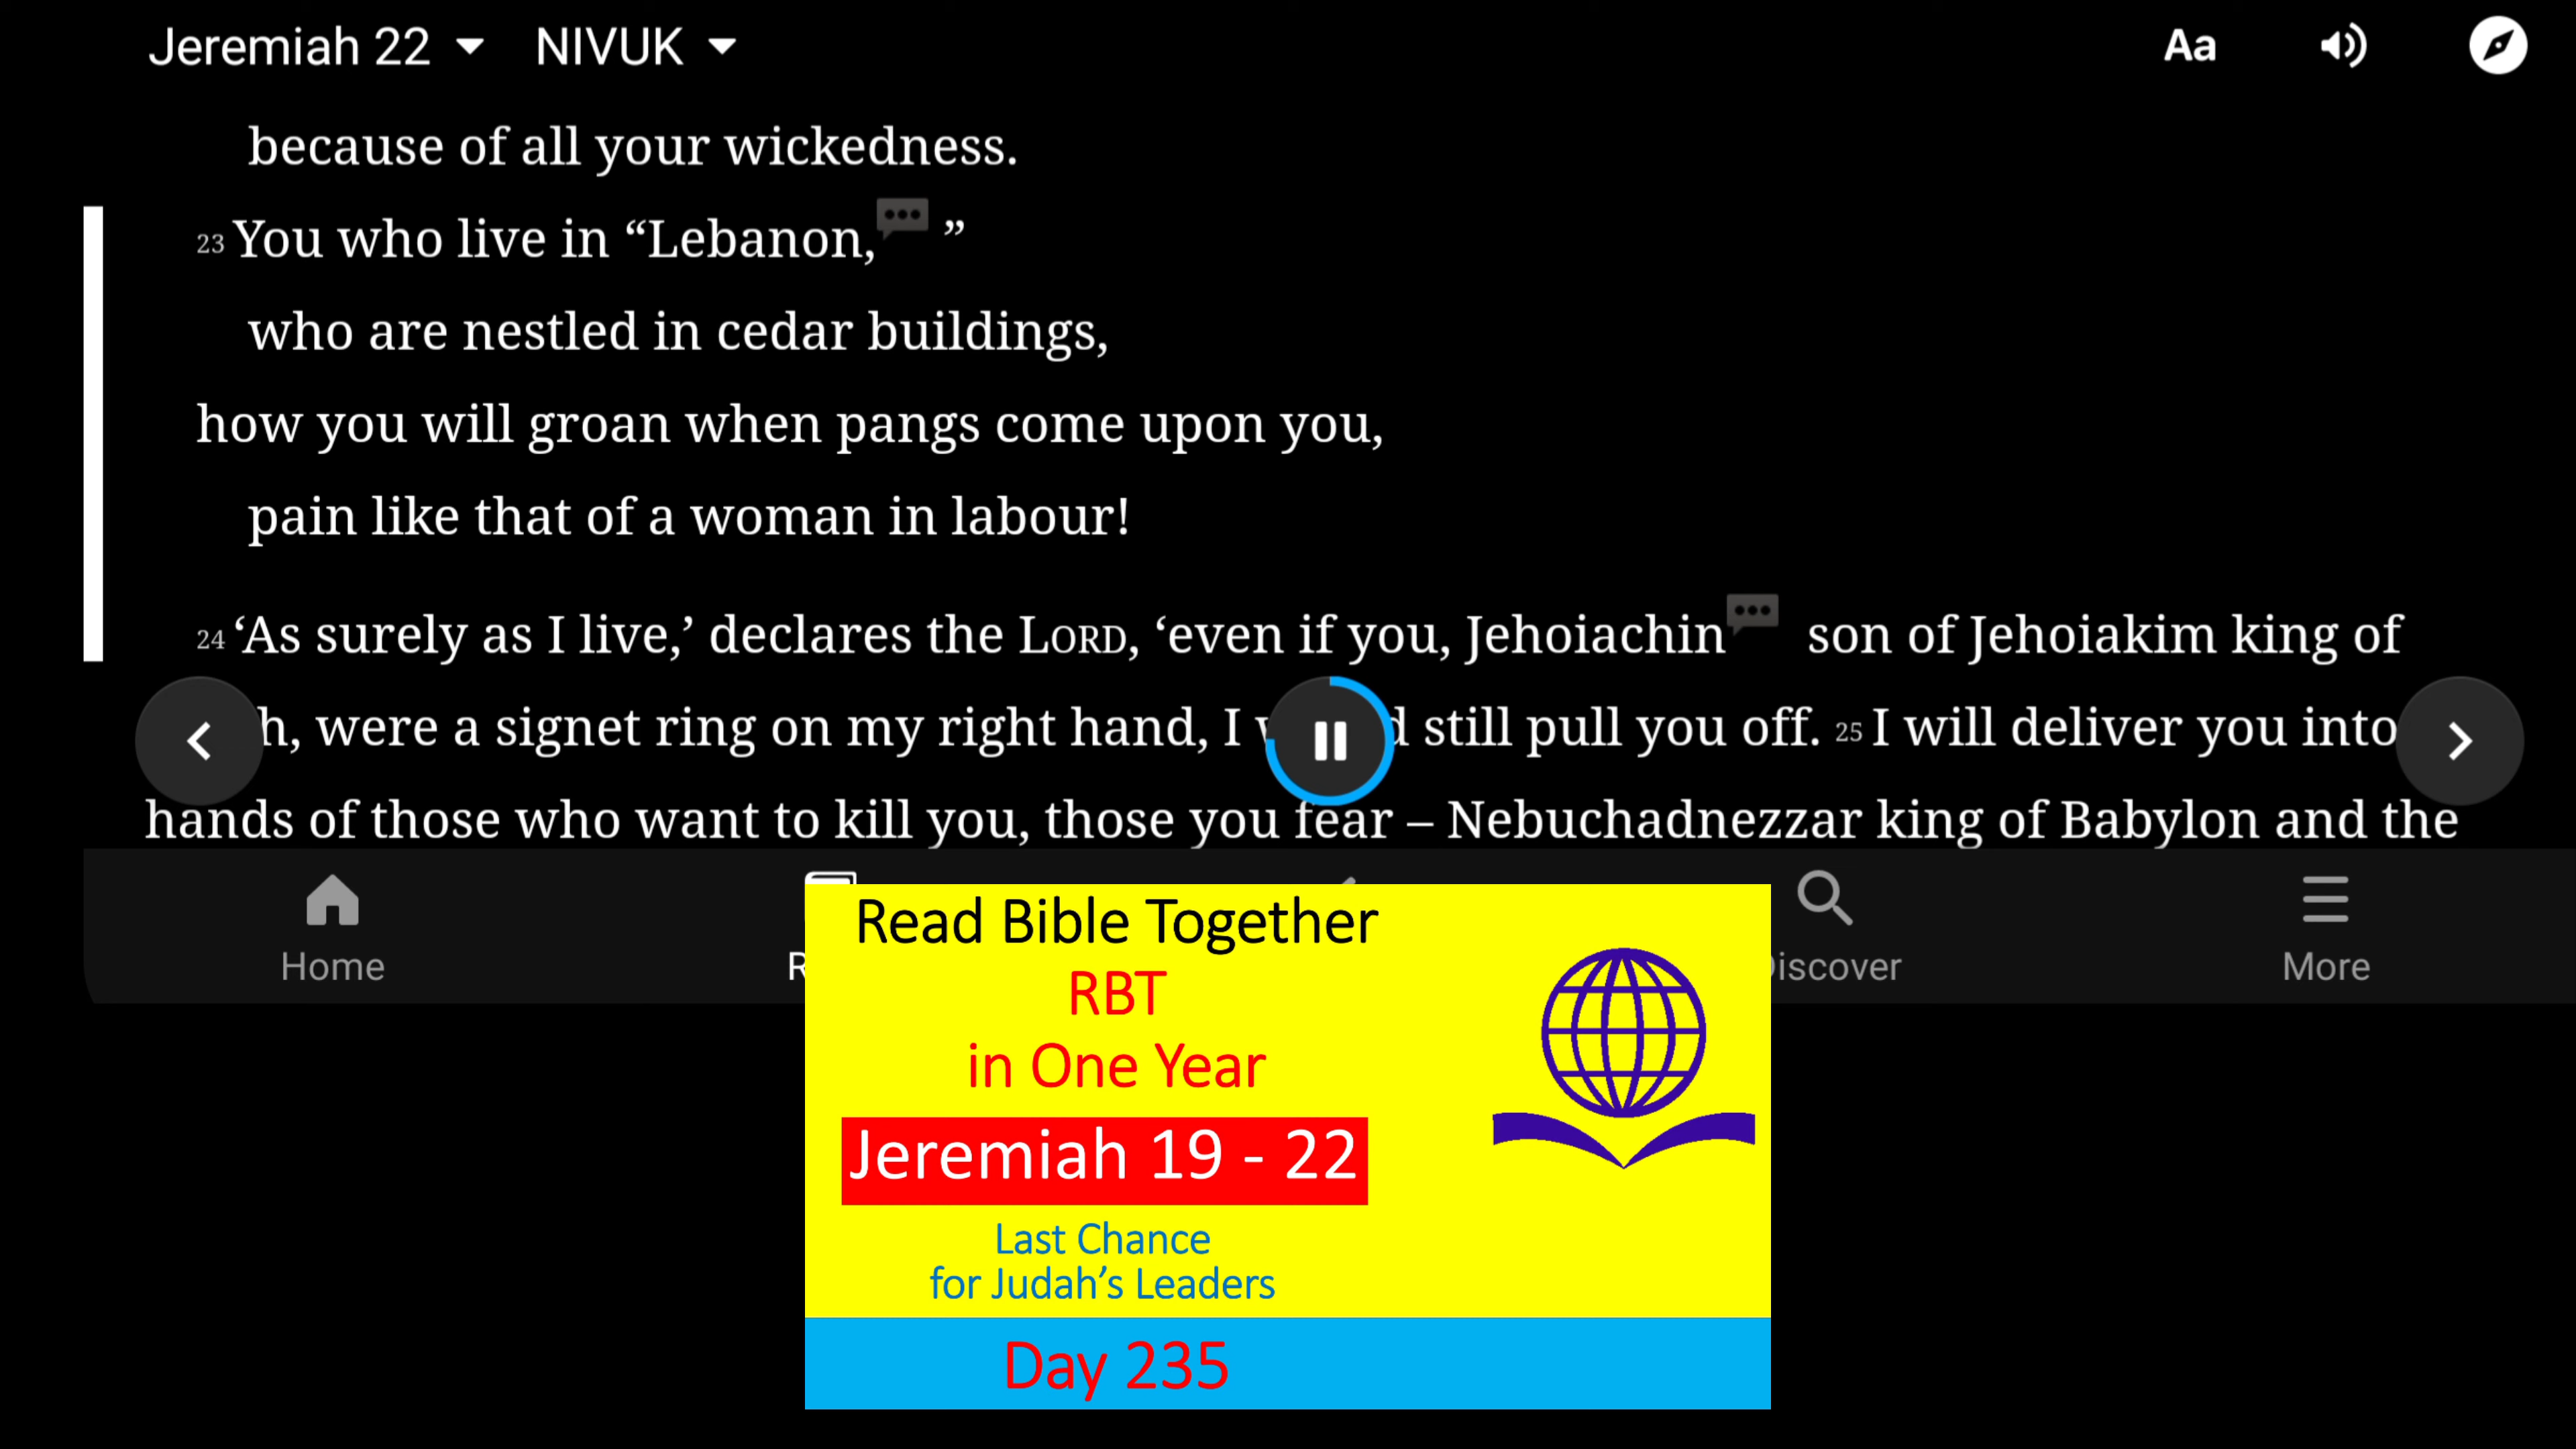 Jeremiah 22 NIVUK Aa
because of all your wickedness.
23 You who live in “Lebanon, ”
who are nestled in cedar buildings,
how you will groan when pangs come upon you,
pain like that of a woman in labour!
24 ‘As surely as I live,’ declares the LORD, ‘even if you, Jehoiachin son of Jehoiakim king of
h, were a signet ring on my right hand, I still pull you off. 25 I will deliver you into
hands of those who want to kill you, those you fear – Nebuchadnezzar king of Babylon and the
Home iscover More
Read Bible Together
RBT
in One Year
Jeremiah 19 - 22
Last Chance
for Judah’s Leaders
Day 235